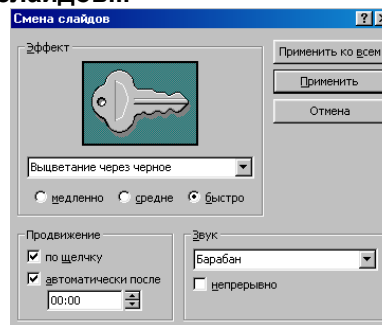 слайдов...
Смена слайдов
Эффект
Выцветание через черное
медленно средне быстро
Применить ко всем
Применить
Отмена
Продвижение
по щелчку
автоматически после
00:00
Звук
Барабан
непрерывно